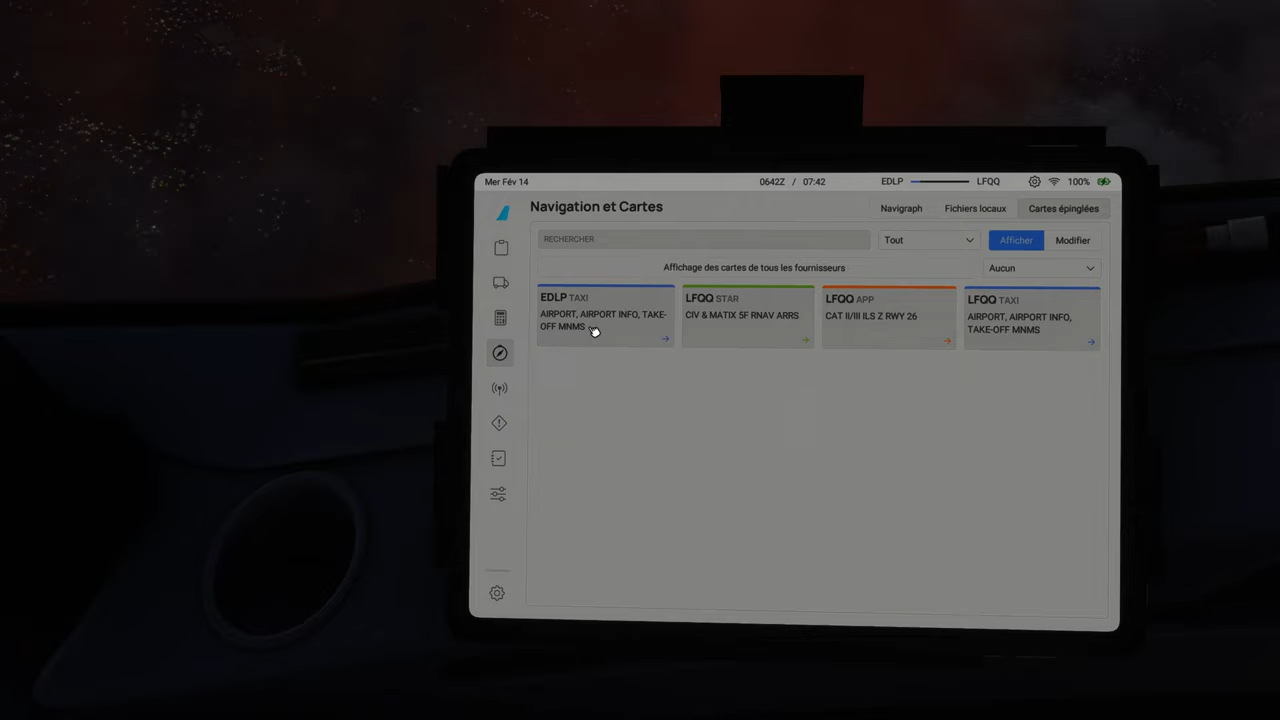 Mer Fév 14
0642Z / 07:42
EDLP
LFQQ
100%
Navigation et Cartes
Navigraph
Fichiers locaux
Cartes épinglées
RECHERCHER
Tout
Afficher
Modifier
Affichage des cartes de tous les fournisseurs
Aucun
EDLP TAXI
AIRPORT, AIRPORT INFO, TAKE-
OFF MNMS
LFQQ STAR
CIV & MATIX 5F RNAV ARRS
LFQQ APP
CAT II/III ILS Z RWY 26
LFQQ TAXI
AIRPORT, AIRPORT INFO,
TAKE-OFF MNMS